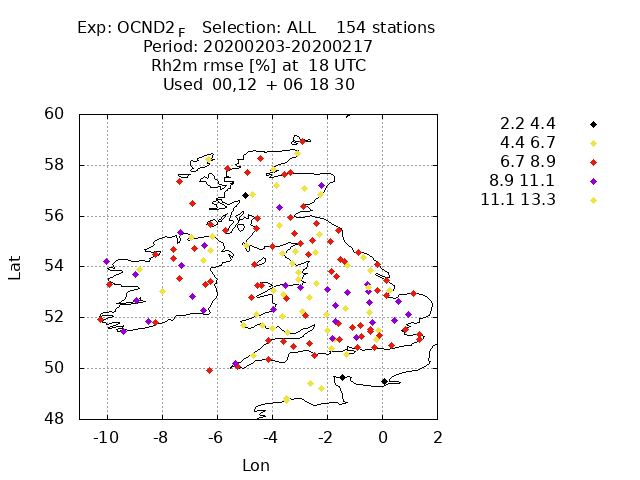 Exp: OCND2_F Selection: ALL 154 stations
Period: 20200203-20200217
Rh2m rmse [%] at 18 UTC
Used 00,12 + 06 18 30
60
58
56
54
52
50
48
Lat
-10 -8 -6 -4 -2 0 2
Lon
2.2 4.4
4.4 6.7
6.7 8.9
8.9 11.1
11.1 13.3